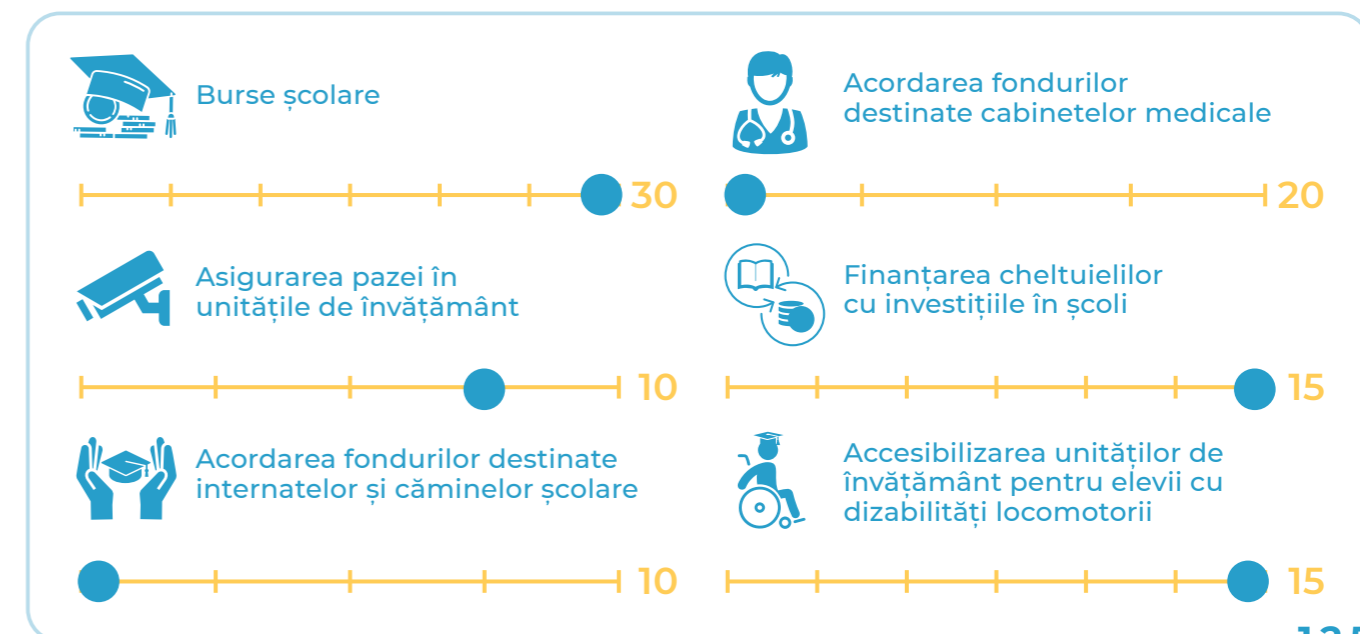 Burse școlare
30
Acordarea fondurilor
destinate cabinetelor medicale
20
Asigurarea pazei în
unitățile de învățământ
10
Finanțarea cheltuielilor
cu investițiile în școli
15
Acordarea fondurilor destinate
internatelor și căminelor școlare
10
Accesibilizarea unităților de
învățământ pentru elevii cu
dizabilități locomotorii
15